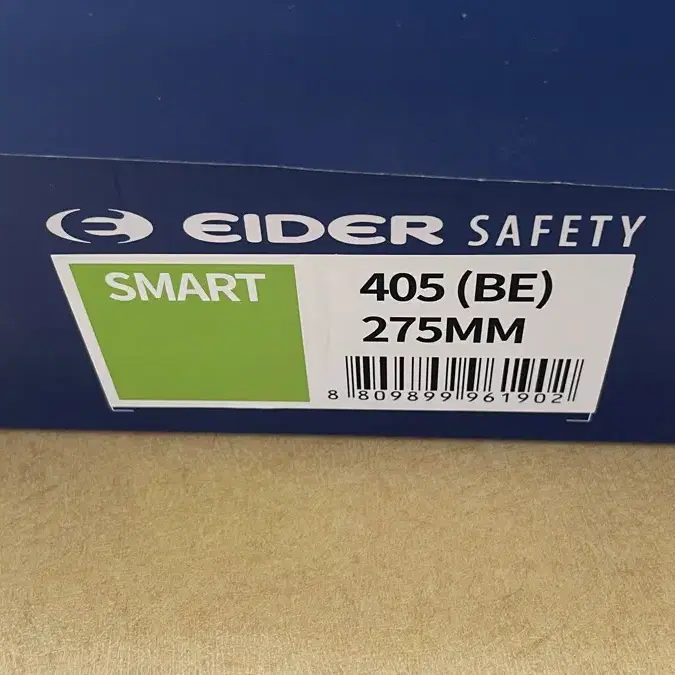 EIDER SAFETY
SMART
405 (BE)
275MM
8 809899 961902